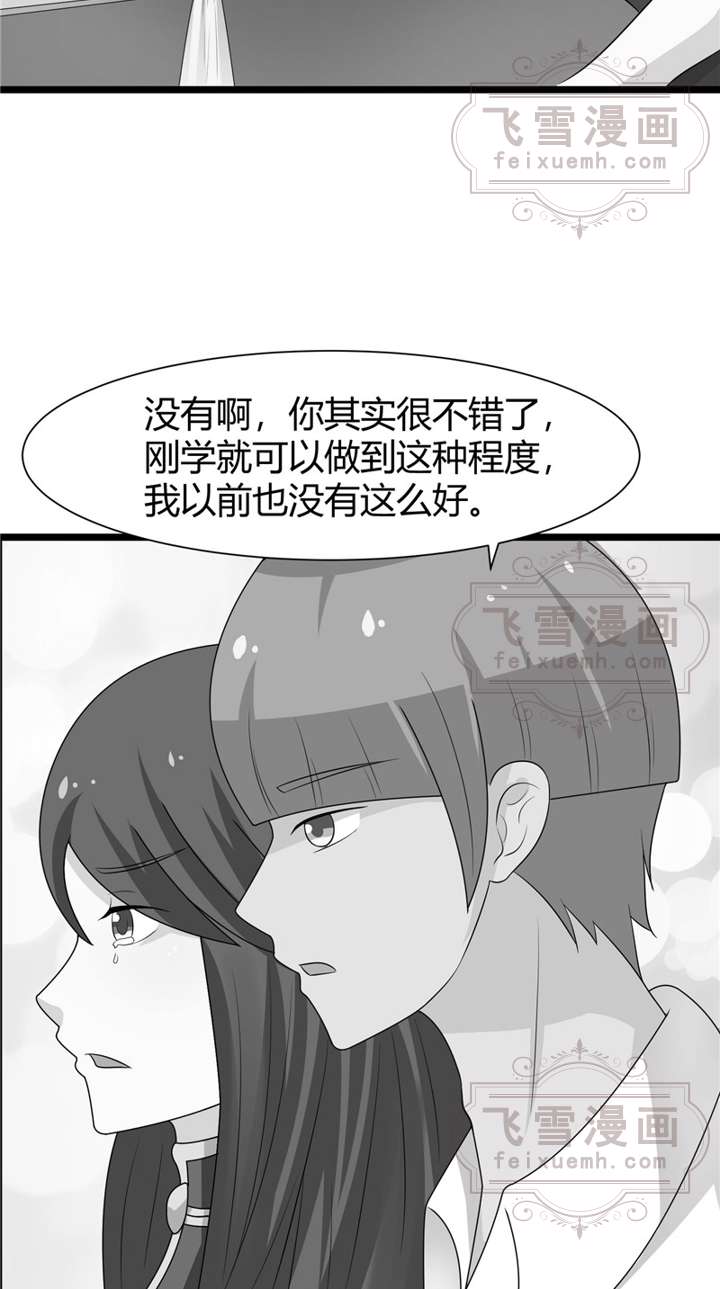 飞雪漫画
feixuemh.com
没有啊，你其实很不错了，
刚学就可以做到这种程度，
我以前也没有这么好。
飞雪漫画
feixuemh.com
飞雪漫画
feixuemh.com